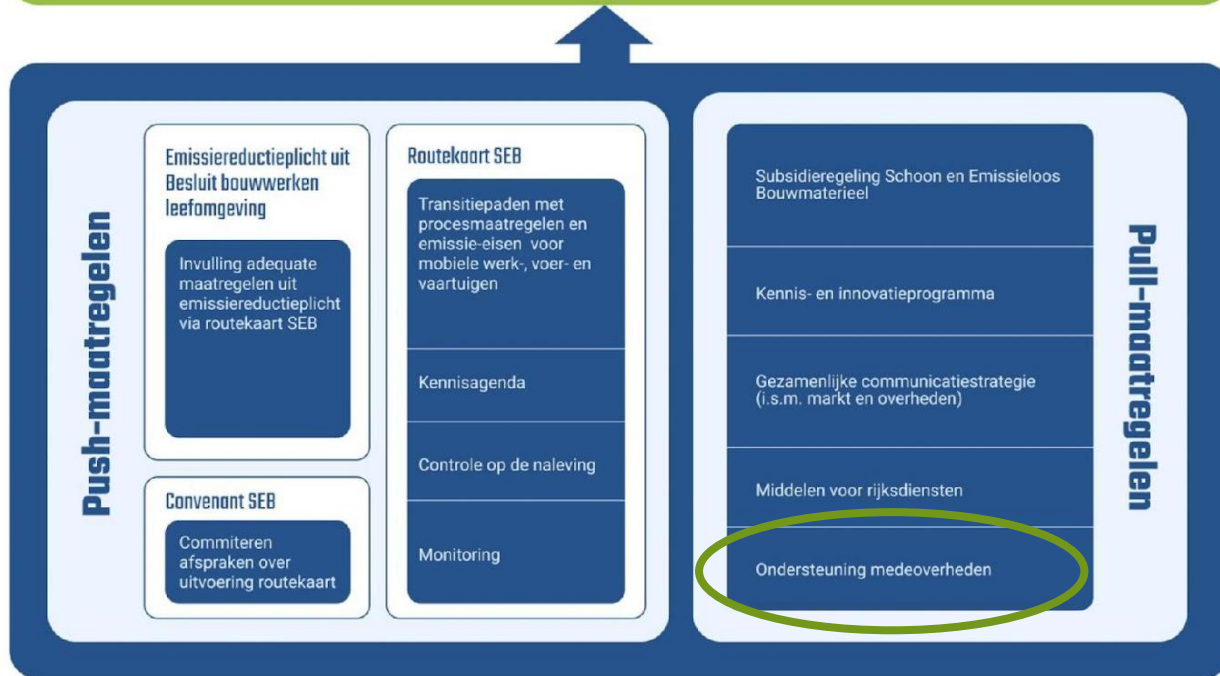 Push-maatregelen
Emissiereductieplicht uit
Besluit bouwwerken
leefomgeving
Invulling adequate
maatregelen uit
emissiereductieplicht
via routekaart SEB
Convenant SEB
Commiteren
afspraken over
uitvoering routekaart
Routekaart SEB
Transitiepaden met
procesmaatregelen en
emissie-eisen voor
mobiele werk-, voer- en
vaartuigen
Kennisagenda
Controle op de naleving
Monitoring
Subsidieregeling Schoon en Emissieloos
Bouwmaterieel
Kennis- en innovatieprogramma
Gezamenlijke communicatiestrategie
(i.s.m. markt en overheden)
Middelen voor rijksdiensten
Ondersteuning medeoverheden
Pull-maatregelen